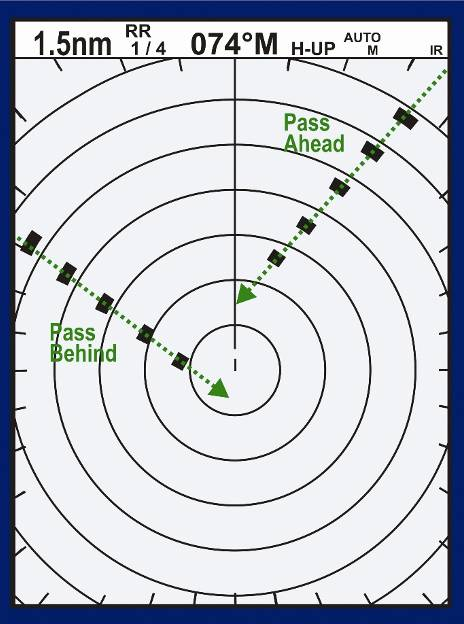 1.5nm RR 1 / 4 074°M H-UP AUTO M IR
Pass
Ahead
Pass
Behind